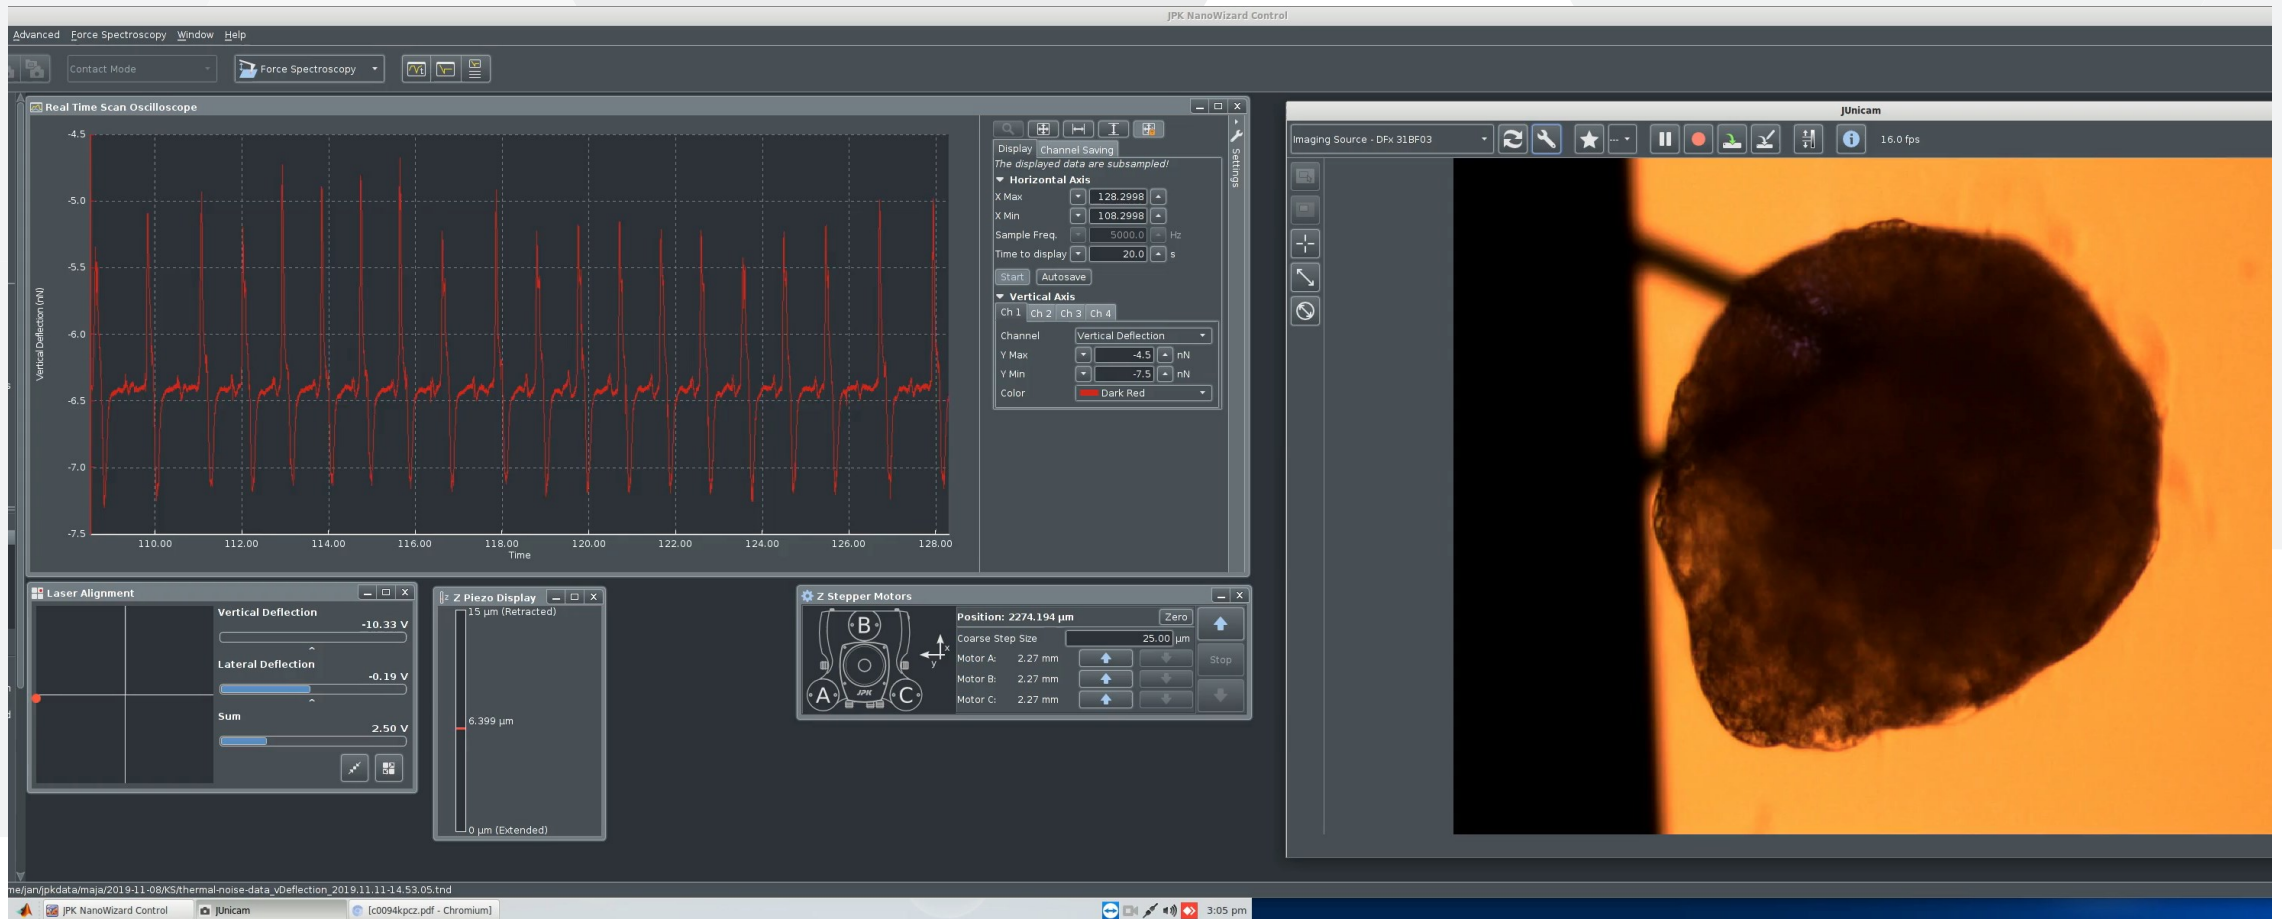 JPK NanoWizard Control
Advanced Force Spectroscopy Window Help
Contact Mode Force Spectroscopy
Real Time Scan Oscilloscope
-4.5
-5.0
-5.5
-6.0
-6.5
-7.0
-7.5
Vertical Deflection (nN)
110.00 112.00 114.00 116.00 118.00 120.00 122.00 124.00 126.00 128.00
Time
Display Channel Saving
The displayed data are subsampled!
Horizontal Axis
X Max 128.2998
X Min 108.2998
Sample Freq. 5000.0 Hz
Time to display 20.0 s
Start Autosave
Vertical Axis
Ch 1 Ch 2 Ch 3 Ch 4
Channel Vertical Deflection
Y Max -4.5 nN
Y Min -7.5 nN
Color Dark Red
Settings
JUnicam
Imaging Source - DFx 31BF03 ... 16.0 fps
Laser Alignment
Vertical Deflection
-10.33 V
Lateral Deflection
-0.19 V
Sum
2.50 V
Z Piezo Display
15 µm (Retracted)
6.399 µm
0 µm (Extended)
Z Stepper Motors
B
A
C
JPK
x
y
Position: 2274.194 µm Zero
Coarse Step Size 25.00 µm
Motor A: 2.27 mm
Motor B: 2.27 mm
Motor C: 2.27 mm
Stop
me/jan/jpkdata/maja/2019-11-08/KS/thermal-noise-data_vDeflection_2019.11.11-14.53.05.tnd
JPK NanoWizard Control JUnicam [c0094kpcz.pdf - Chromium] 3:05 pm